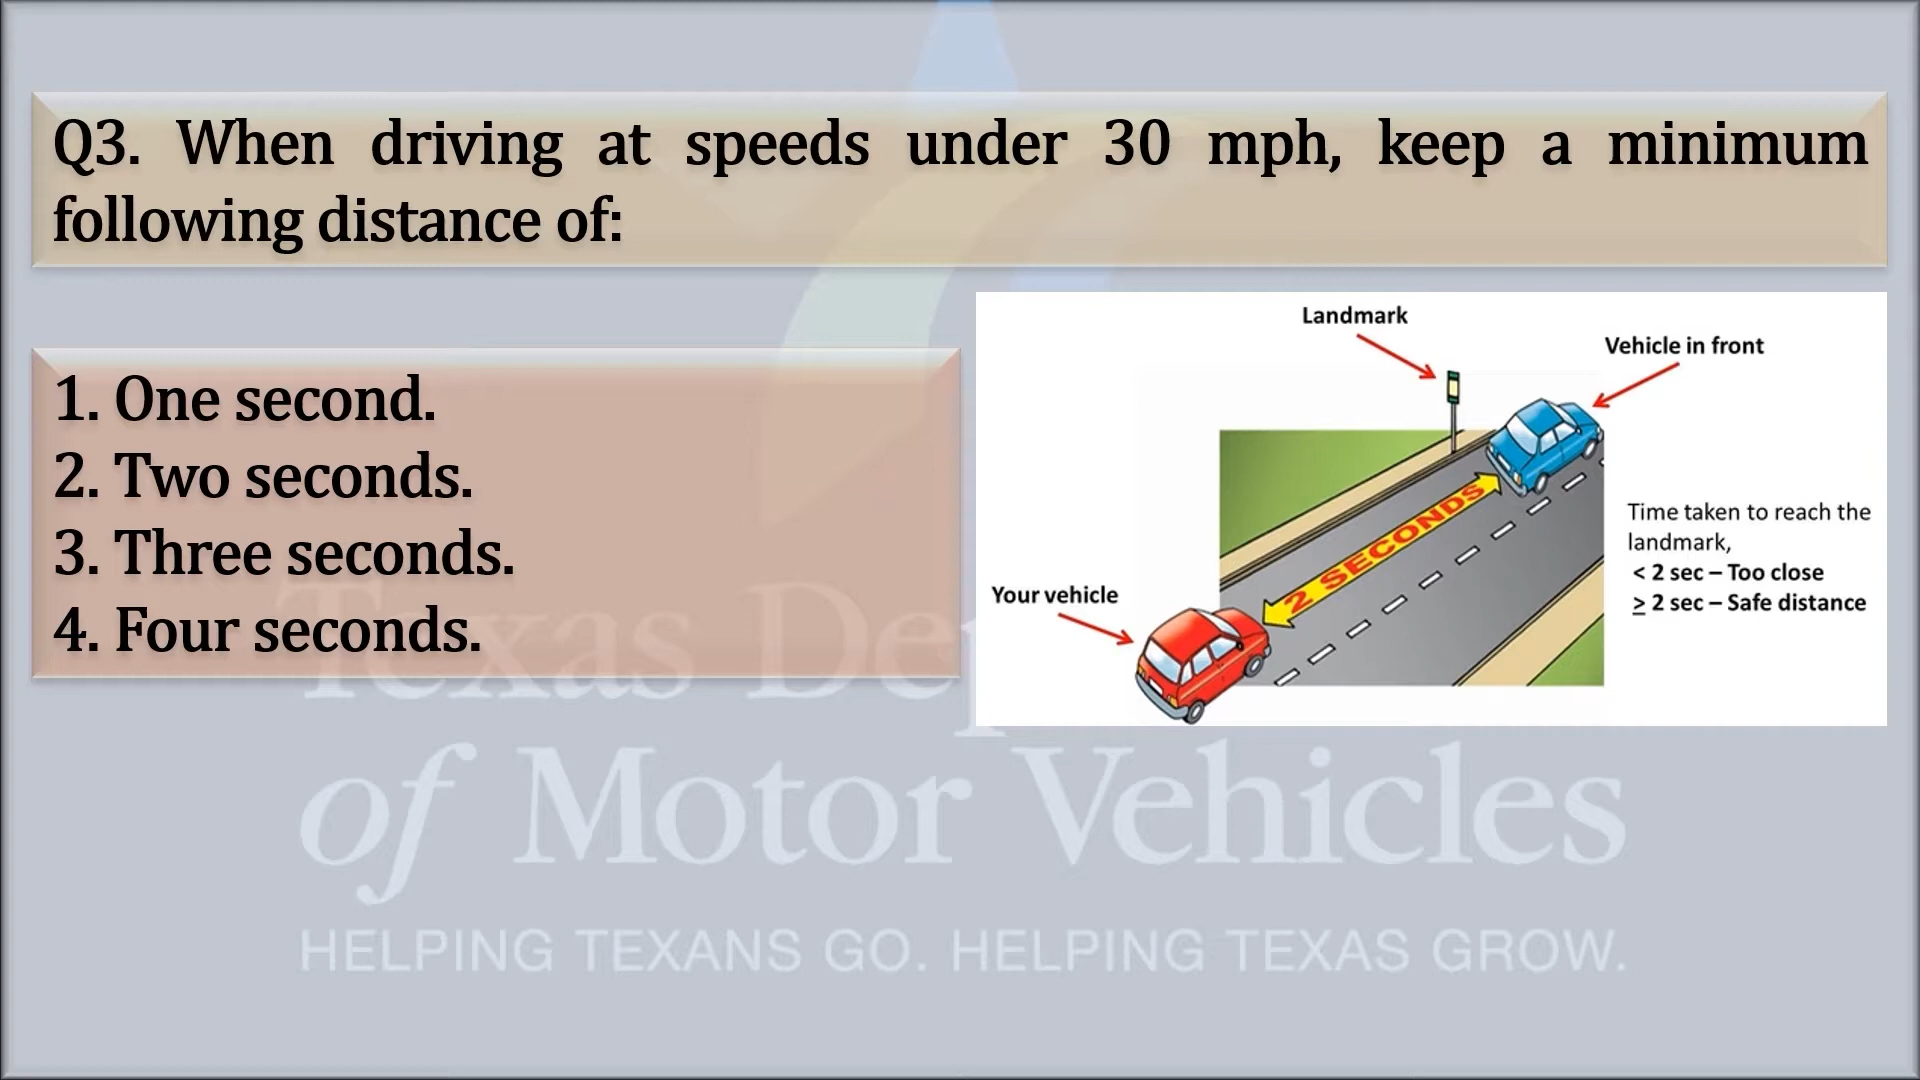 Q3. When driving at speeds under 30 mph, keep a minimum
following distance of:
1. One second.
2. Two seconds.
3. Three seconds.
4. Four seconds.
Landmark
Vehicle in front
2 SECONDS
Your vehicle
Time taken to reach the
landmark,
< 2 sec – Too close
≥ 2 sec – Safe distance
Texas Dep
of Motor Vehicles
HELPING TEXANS GO. HELPING TEXAS GROW.